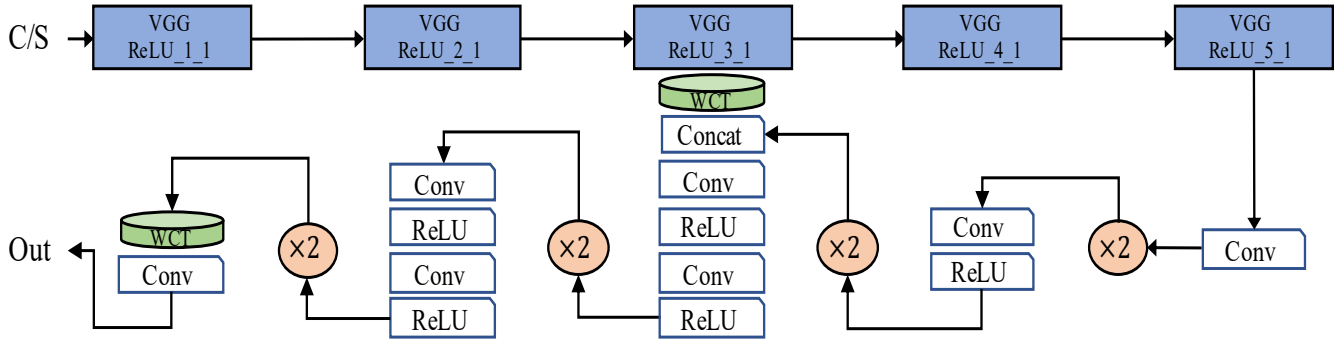 C/S
VGG
ReLU_1_1
VGG
ReLU_2_1
VGG
ReLU_3_1
VGG
ReLU_4_1
VGG
ReLU_5_1
WCT
Concat
Conv
ReLU
Conv
ReLU
Conv
ReLU
Conv
ReLU
Conv
ReLU
Conv
×2
×2
×2
×2
WCT
Conv
Out